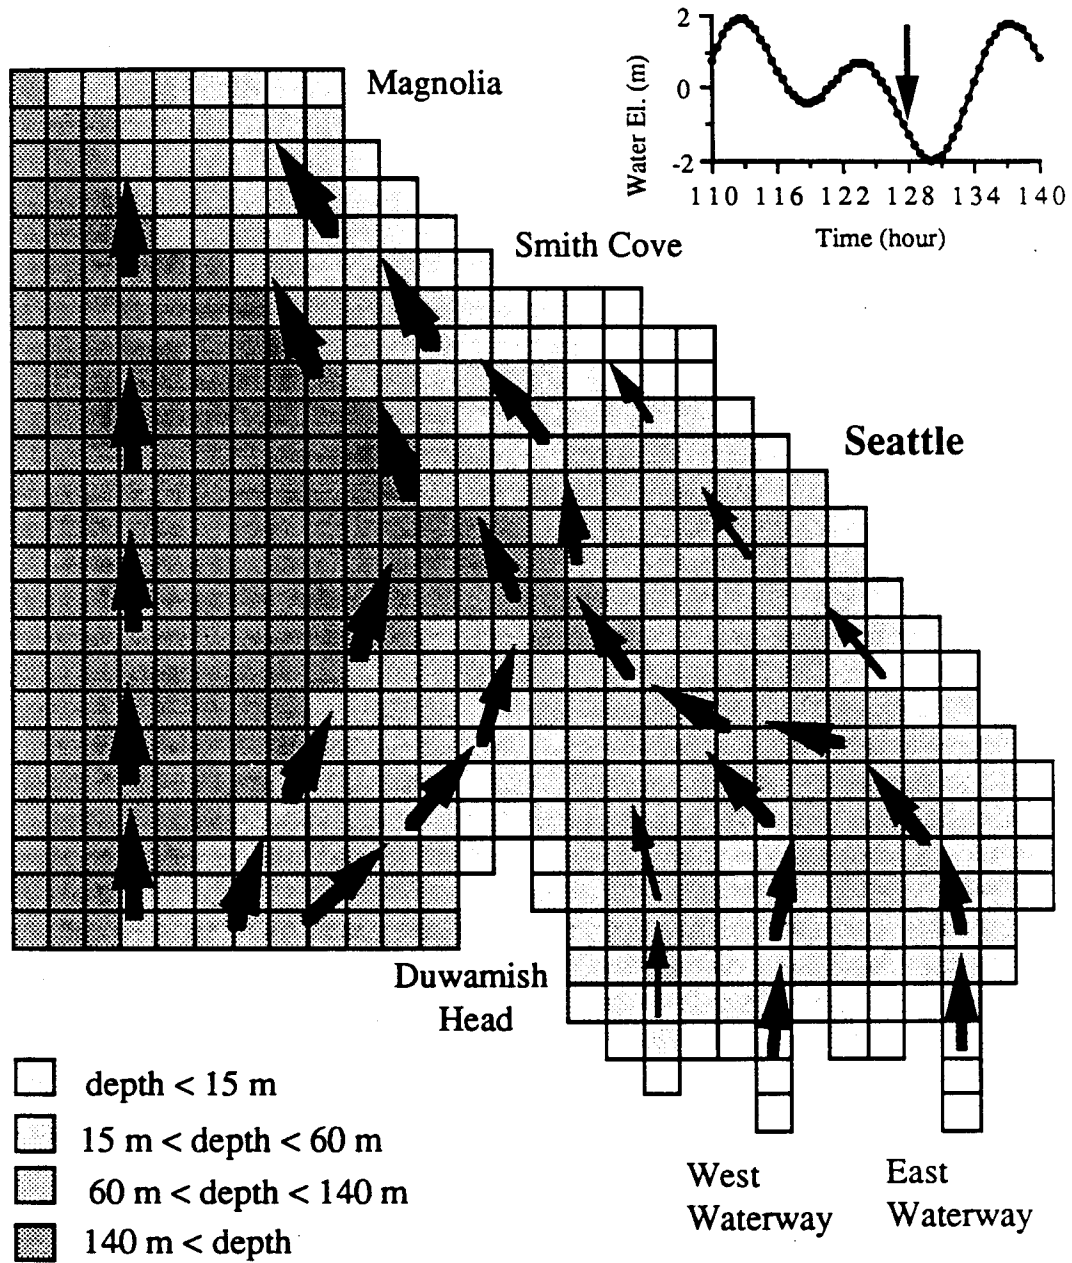 Magnolia
2
0
-2
Water El. (m)
110 116 122 128 134 140
Time (hour)
Smith Cove
Seattle
Duwamish
Head
depth < 15 m
15 m < depth < 60 m
60 m < depth < 140 m
140 m < depth
West
Waterway
East
Waterway